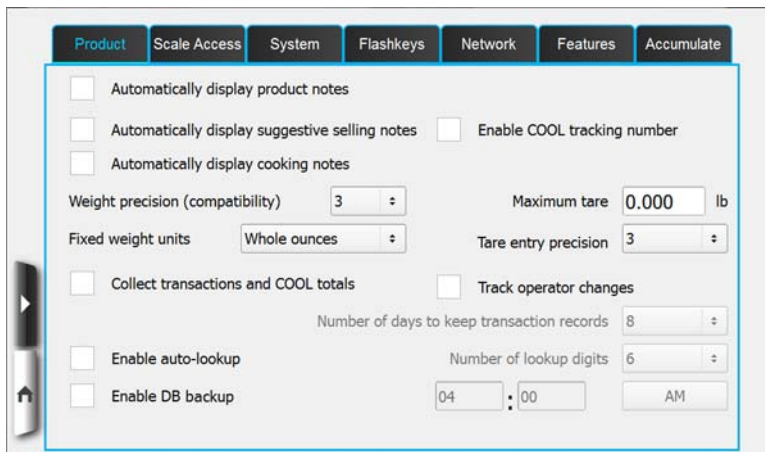 Product Scale Access System Flashkeys Network Features Accumulate
Automatically display product notes
Automatically display suggestive selling notes Enable COOL tracking number
Automatically display cooking notes
Weight precision (compatibility) 3 Maximum tare 0.000 lb
Fixed weight units Whole ounces Tare entry precision 3
Collect transactions and COOL totals Track operator changes
Number of days to keep transaction records 8
Enable auto-lookup Number of lookup digits 6
Enable DB backup 04 : 00 AM